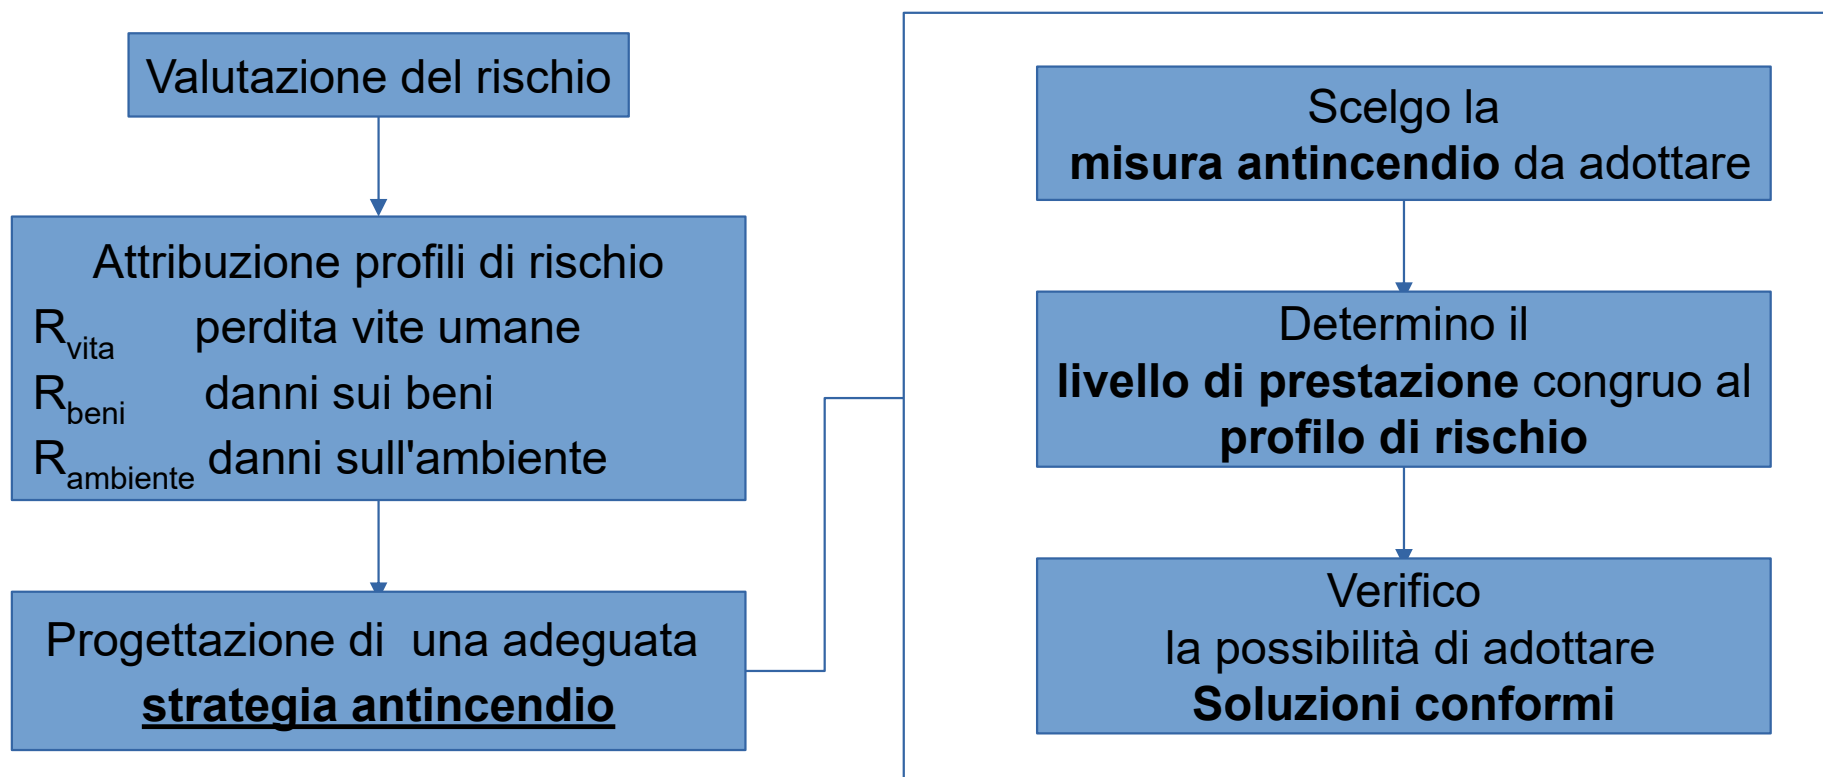 Valutazione del rischio
Attribuzione profili di rischio
Rvita perdita vite umane
Rbeni danni sui beni
Rambiente danni sull'ambiente
Progettazione di una adeguata
strategia antincendio
Scelgo la
misura antincendio da adottare
Determino il
livello di prestazione congruo al
profilo di rischio
Verifico
la possibilità di adottare
Soluzioni conformi